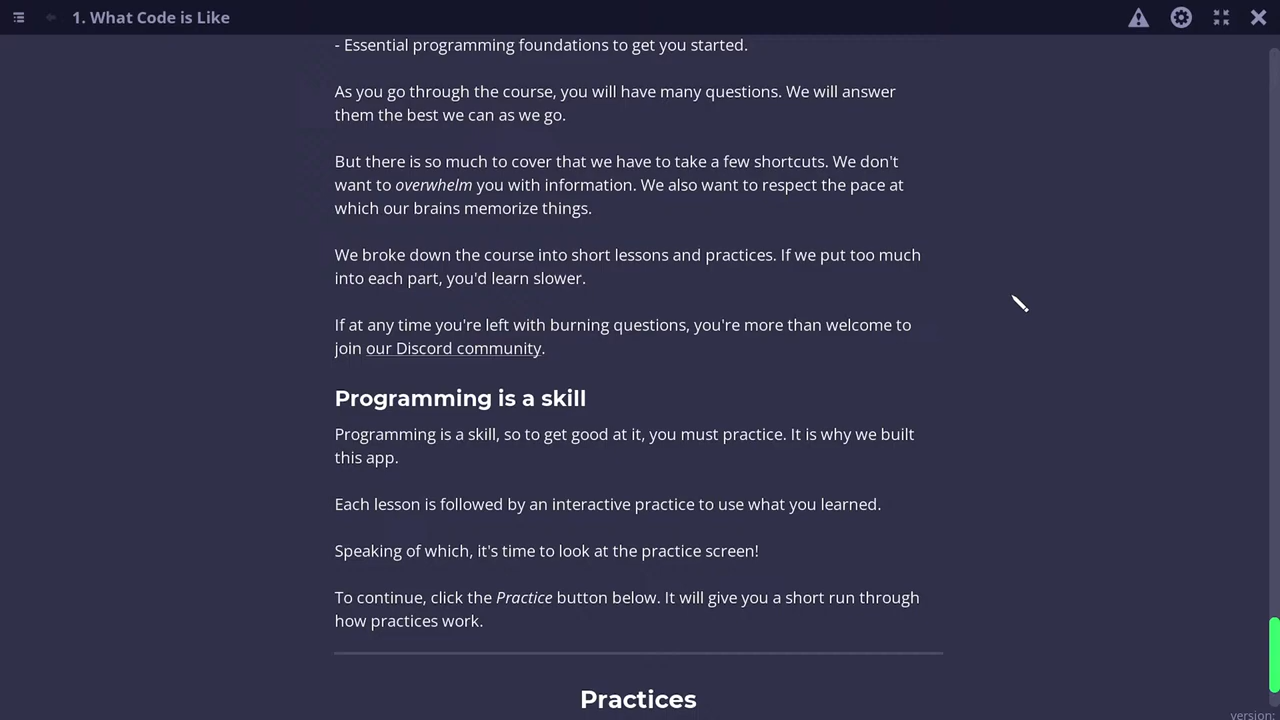 1. What Code is Like
- Essential programming foundations to get you started.
As you go through the course, you will have many questions. We will answer
them the best we can as we go.
But there is so much to cover that we have to take a few shortcuts. We don't
want to overwhelm you with information. We also want to respect the pace at
which our brains memorize things.
We broke down the course into short lessons and practices. If we put too much
into each part, you'd learn slower.
If at any time you're left with burning questions, you're more than welcome to
join our Discord community.
Programming is a skill
Programming is a skill, so to get good at it, you must practice. It is why we built
this app.
Each lesson is followed by an interactive practice to use what you learned.
Speaking of which, it's time to look at the practice screen!
To continue, click the Practice button below. It will give you a short run through
how practices work.
Practices
version: